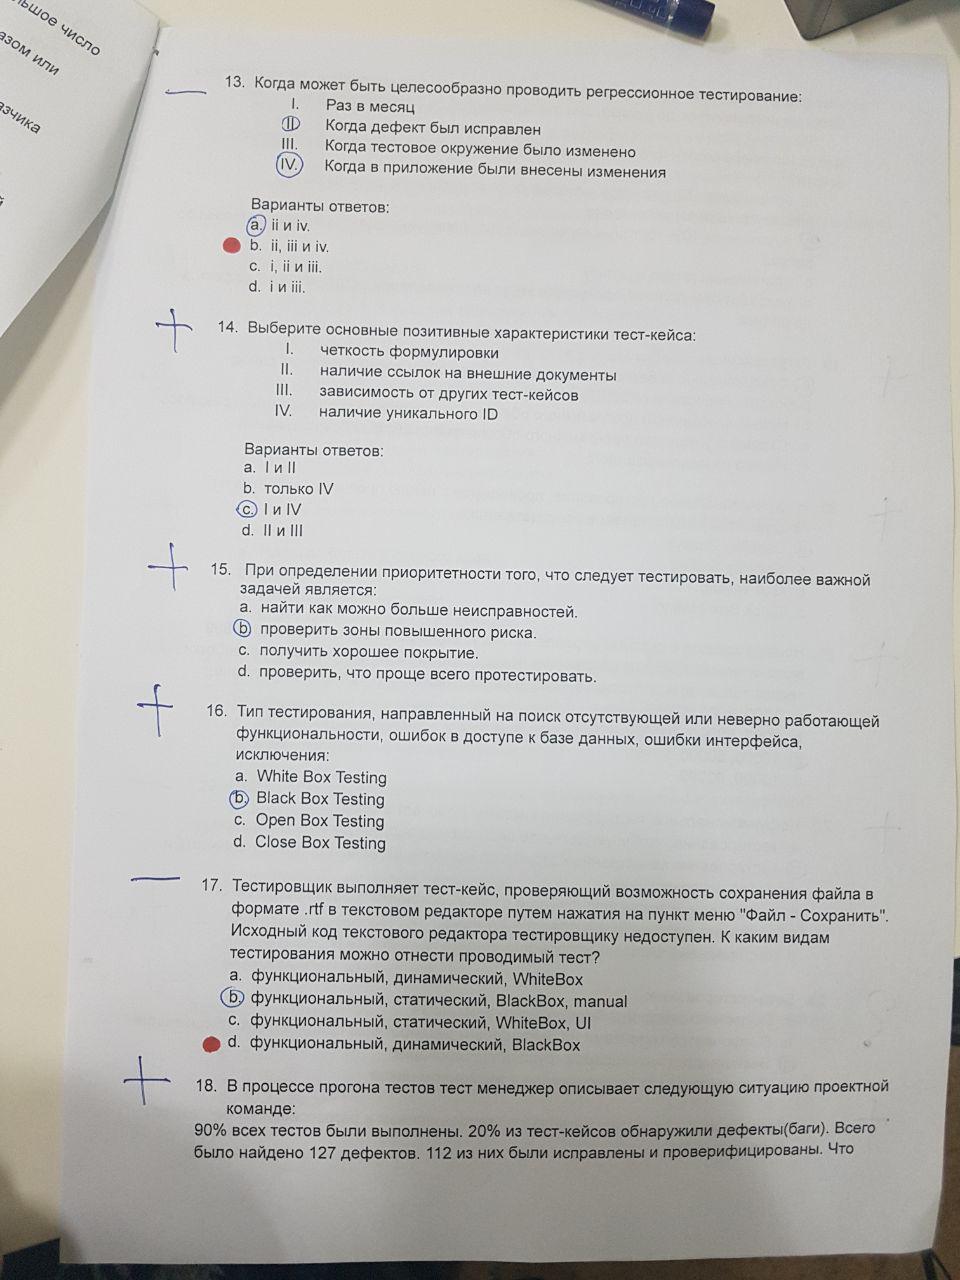 льшое число
азом или
азчика
13. Когда может быть целесообразно проводить регрессионное тестирование:
I. Раз в месяц
II Когда дефект был исправлен
III. Когда тестовое окружение было изменено
IV. Когда в приложение были внесены изменения
Варианты ответов:
a. ii и iv.
b. ii, iii и iv.
c. i, ii и iii.
d. i и iii.
14. Выберите основные позитивные характеристики тест-кейса:
I. четкость формулировки
II. наличие ссылок на внешние документы
III. зависимость от других тест-кейсов
IV. наличие уникального ID
Варианты ответов:
a. I и II
b. только IV
c. I и IV
d. II и III
15. При определении приоритетности того, что следует тестировать, наиболее важной
задачей является:
a. найти как можно больше неисправностей.
b проверить зоны повышенного риска.
c. получить хорошее покрытие.
d. проверить, что проще всего протестировать.
16. Тип тестирования, направленный на поиск отсутствующей или неверно работающей
функциональности, ошибок в доступе к базе данных, ошибки интерфейса,
исключения:
a. White Box Testing
b. Black Box Testing
c. Open Box Testing
d. Close Box Testing
17. Тестировщик выполняет тест-кейс, проверяющий возможность сохранения файла в
формате .rtf в текстовом редакторе путем нажатия на пункт меню "Файл - Сохранить".
Исходный код текстового редактора тестировщику недоступен. К каким видам
тестирования можно отнести проводимый тест?
a. функциональный, динамический, WhiteBox
b. функциональный, статический, BlackBox, manual
c. функциональный, статический, WhiteBox, UI
d. функциональный, динамический, BlackBox
18. В процессе прогона тестов тест менеджер описывает следующую ситуацию проектной
команде:
90% всех тестов были выполнены. 20% из тест-кейсов обнаружили дефекты(баги). Всего
было найдено 127 дефектов. 112 из них были исправлены и проверифицированы. Что